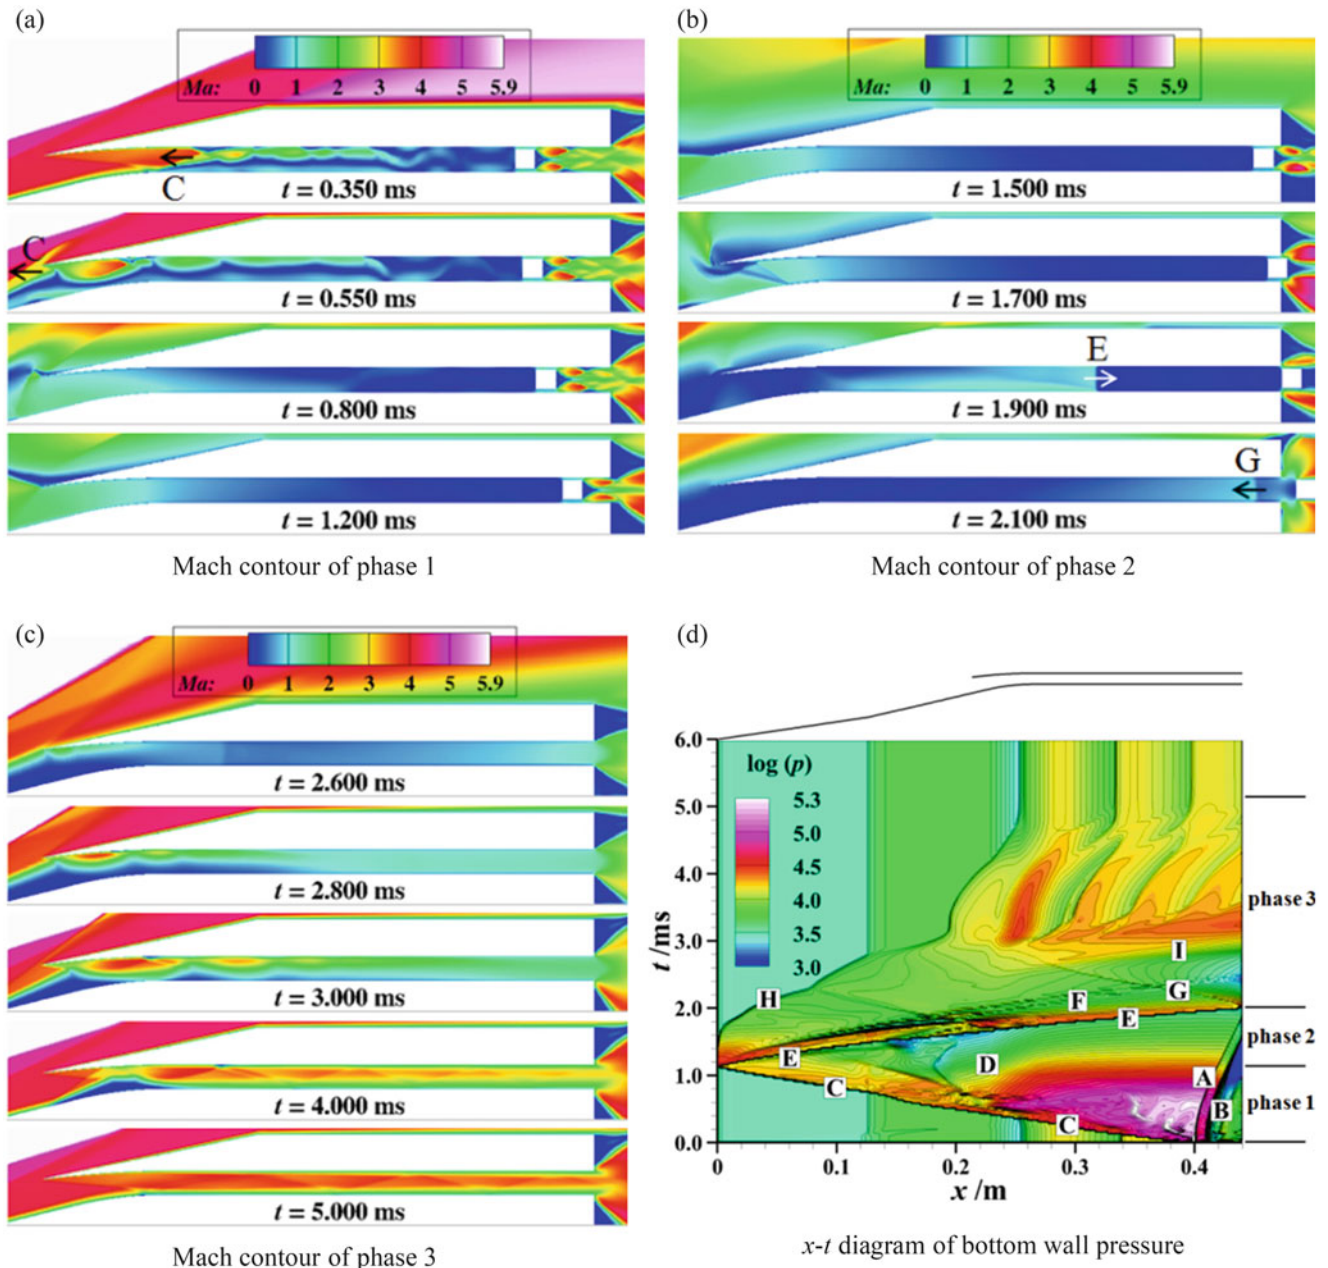 (a)
Ma: 0 1 2 3 4 5 5.9
C
t = 0.350 ms
C
t = 0.550 ms
t = 0.800 ms
t = 1.200 ms
Mach contour of phase 1
(b)
Ma: 0 1 2 3 4 5 5.9
t = 1.500 ms
t = 1.700 ms
E
t = 1.900 ms
G
t = 2.100 ms
Mach contour of phase 2
(c)
Ma: 0 1 2 3 4 5 5.9
t = 2.600 ms
t = 2.800 ms
t = 3.000 ms
t = 4.000 ms
t = 5.000 ms
Mach contour of phase 3
(d)
6.0
log (p)
5.3
5.0
5.0
4.5
4.0
4.0
phase 3
3.5
t /ms
3.0
3.0
I
H
G
F
2.0
E
phase 2
E
D
1.0
A
C
B
phase 1
C
0.0
0 0.1 0.2 0.3 0.4
x /m
x-t diagram of bottom wall pressure